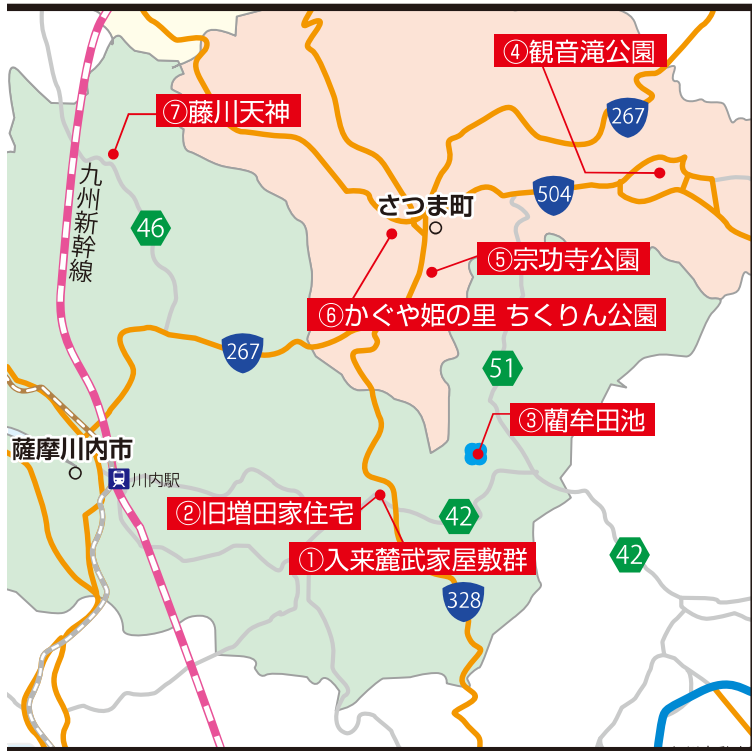 ④観音滝公園
267
⑦藤川天神
504
さつま町
九州新幹線
46
⑤宗功寺公園
⑥かぐや姫の里 ちくりん公園
267
51
③藺牟田池
薩摩川内市
川内駅
②旧増田家住宅
42
①入来麓武家屋敷群
42
328